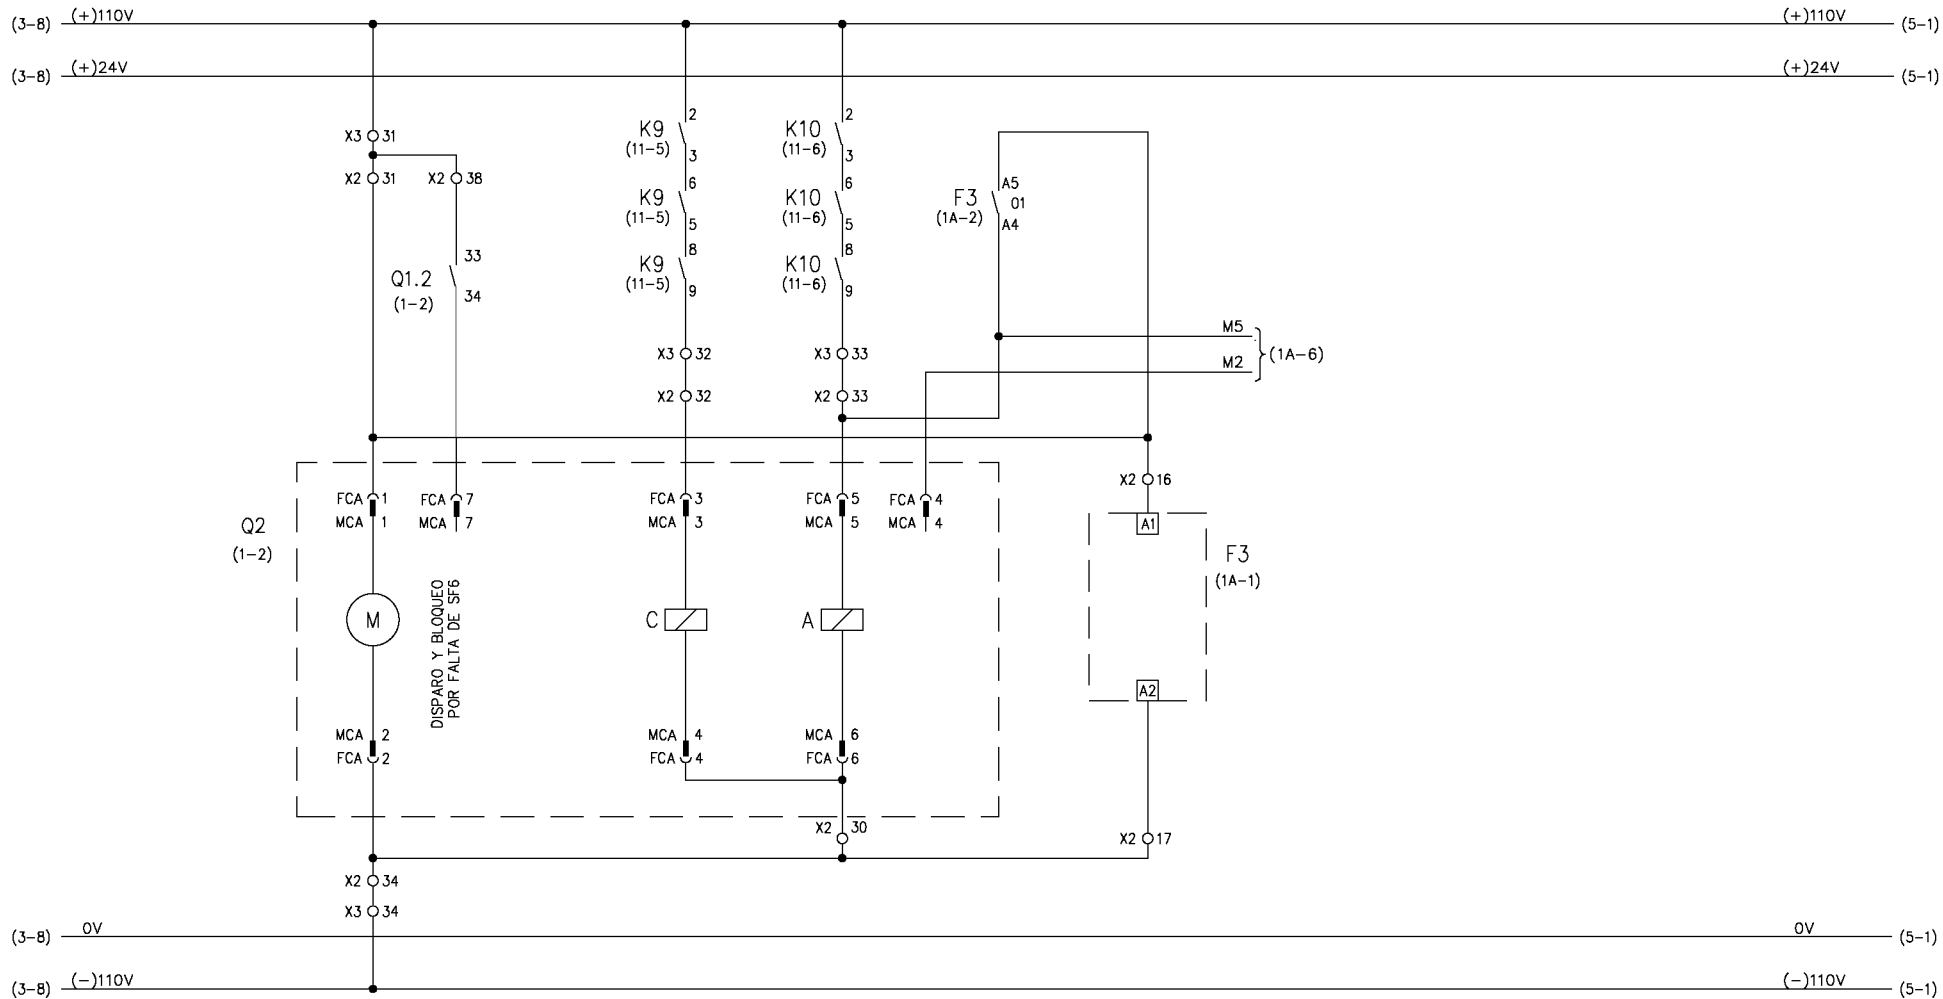 (3-8) (+)110V (+)110V (5-1)
(3-8) (+)24V (+)24V (5-1)
X3 31
X2 31 X2 38
Q1.2
(1-2)
33
34
K9
(11-5)
2
3
K9
(11-5)
6
5
K9
(11-5)
8
9
K10
(11-6)
2
3
K10
(11-6)
6
5
K10
(11-6)
8
9
F3
(1A-2)
A5
01
A4
M5
M2
(1A-6)
X3 32 X3 33
X2 32 X2 33
X2 16
Q2
(1-2)
FCA 1 FCA 7 FCA 3 FCA 5 FCA 4
MCA 1 MCA 7 MCA 3 MCA 5 MCA 4
A1
F3
(1A-1)
M
DISPARO Y BLOQUEO
POR FALTA DE SF6
C
A
A2
MCA 2 MCA 4 MCA 6
FCA 2 FCA 4 FCA 6
X2 30
X2 17
X2 34
X3 34
(3-8) 0V 0V (5-1)
(3-8) (-)110V (-)110V (5-1)